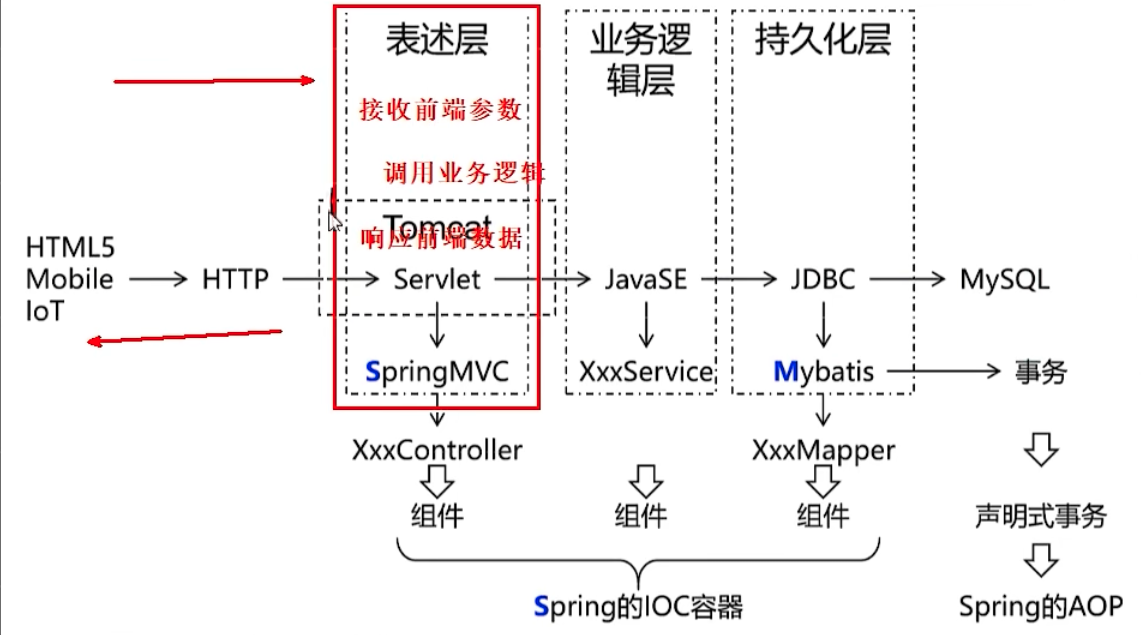 表述层
业务逻
辑层
持久化层
接收前端参数
调用业务逻辑
Tomcat
响应前端数据
HTML5
Mobile
IoT
HTTP
Servlet
JavaSE
JDBC
MySQL
SpringMVC
XxxService
Mybatis
事务
XxxController
XxxMapper
组件
组件
组件
声明式事务
Spring的IOC容器
Spring的AOP